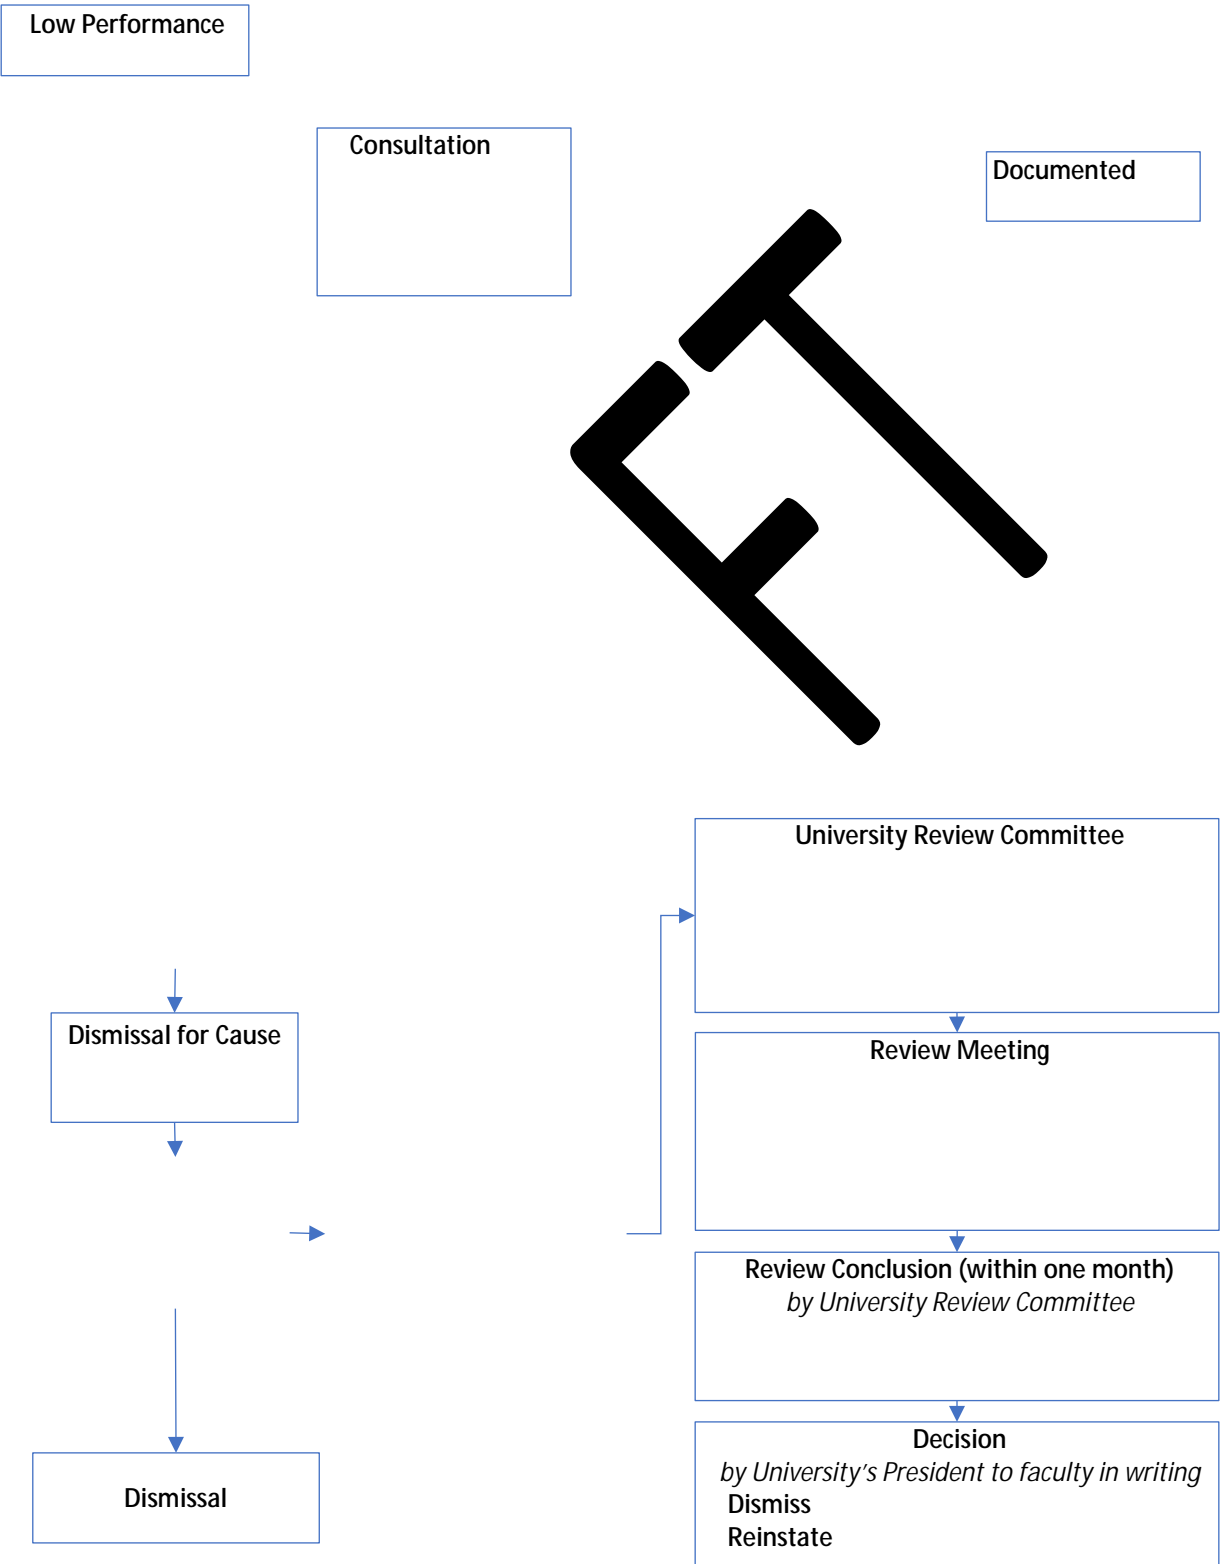 Low Performance
Consultation
Documented
FT
University Review Committee
Dismissal for Cause
Review Meeting
Review Conclusion (within one month)
by University Review Committee
Decision
by University's President to faculty in writing
Dismiss
Reinstate
Dismissal